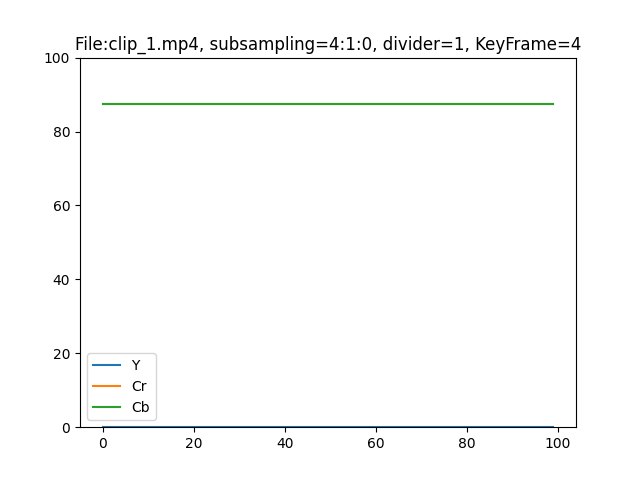 File:clip_1.mp4, subsampling=4:1:0, divider=1, KeyFrame=4
100
80
60
40
20
0
Y
Cr
Cb
0 20 40 60 80 100